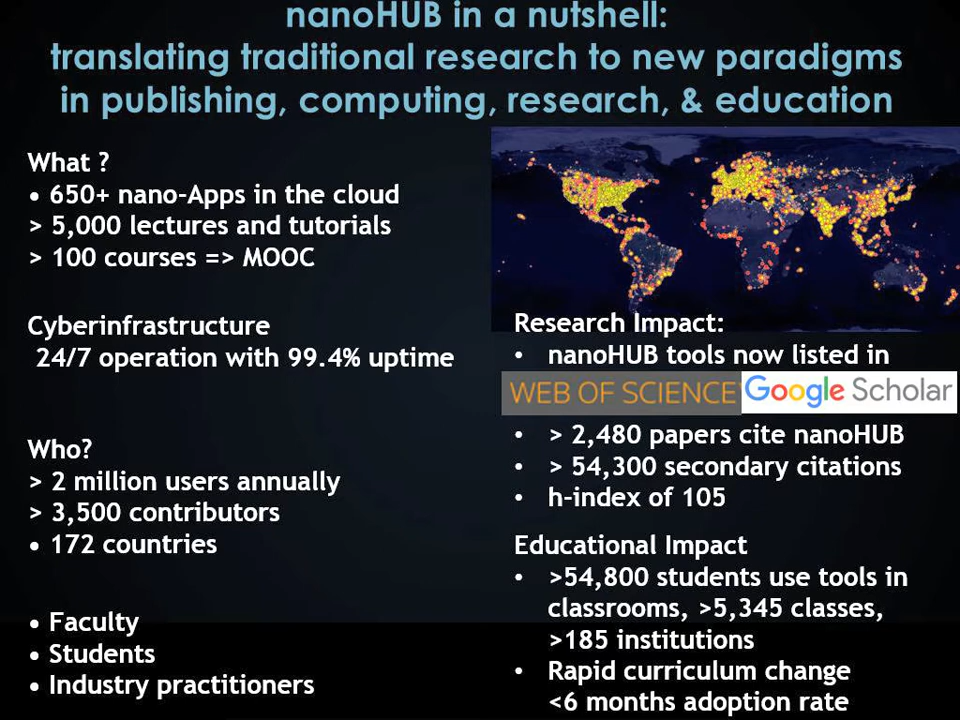 nanoHUB in a nutshell:
translating traditional research to new paradigms
in publishing, computing, research, & education
What ?
• 650+ nano-Apps in the cloud
> 5,000 lectures and tutorials
> 100 courses => MOOC
Cyberinfrastructure
24/7 operation with 99.4% uptime
Who?
> 2 million users annually
> 3,500 contributors
• 172 countries
• Faculty
• Students
• Industry practitioners
Research Impact:
• nanoHUB tools now listed in
WEB OF SCIENCE Google Scholar
• > 2,480 papers cite nanoHUB
• > 54,300 secondary citations
• h-index of 105
Educational Impact
• >54,800 students use tools in
classrooms, >5,345 classes,
>185 institutions
• Rapid curriculum change
<6 months adoption rate